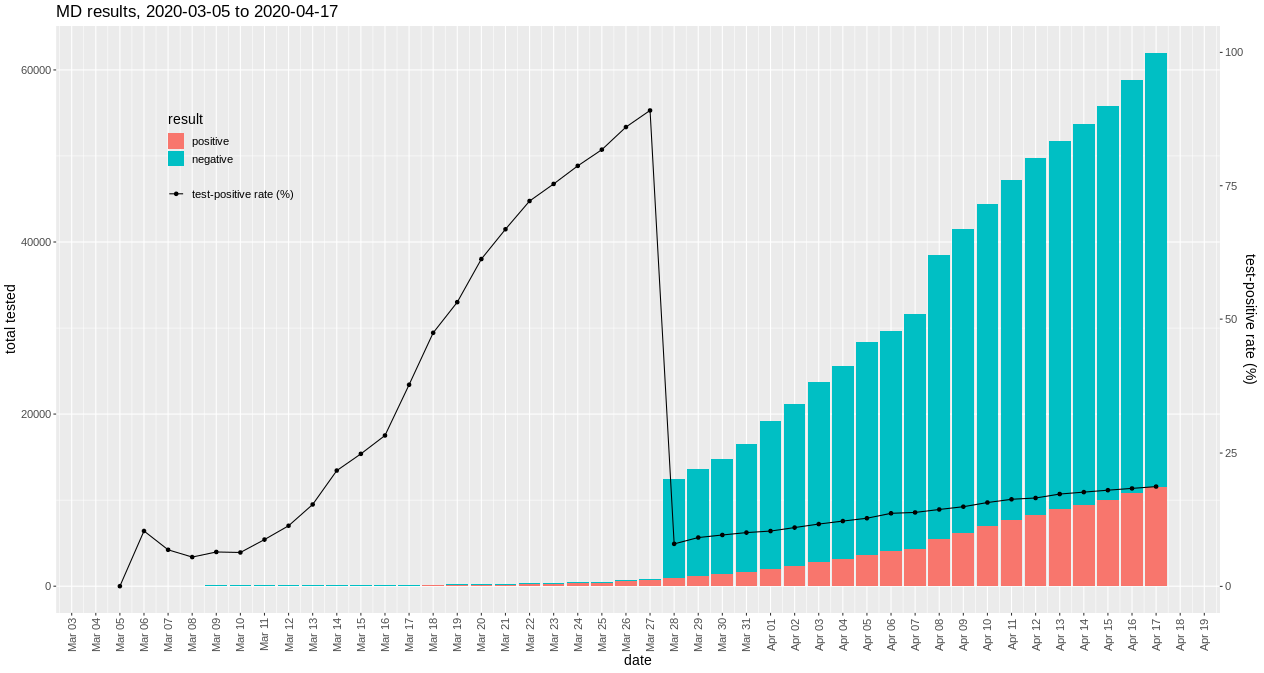 MD results, 2020-03-05 to 2020-04-17
total tested
60000
40000
20000
0
result
positive
negative
test-positive rate (%)
100
75
50
25
0
test-positive rate (%)
Mar 03
Mar 04
Mar 05
Mar 06
Mar 07
Mar 08
Mar 09
Mar 10
Mar 11
Mar 12
Mar 13
Mar 14
Mar 15
Mar 16
Mar 17
Mar 18
Mar 19
Mar 20
Mar 21
Mar 22
Mar 23
Mar 24
Mar 25
Mar 26
Mar 27
Mar 28
Mar 29
Mar 30
Mar 31
Apr 01
Apr 02
Apr 03
Apr 04
Apr 05
Apr 06
Apr 07
Apr 08
Apr 09
Apr 10
Apr 11
Apr 12
Apr 13
Apr 14
Apr 15
Apr 16
Apr 17
Apr 18
Apr 19
date